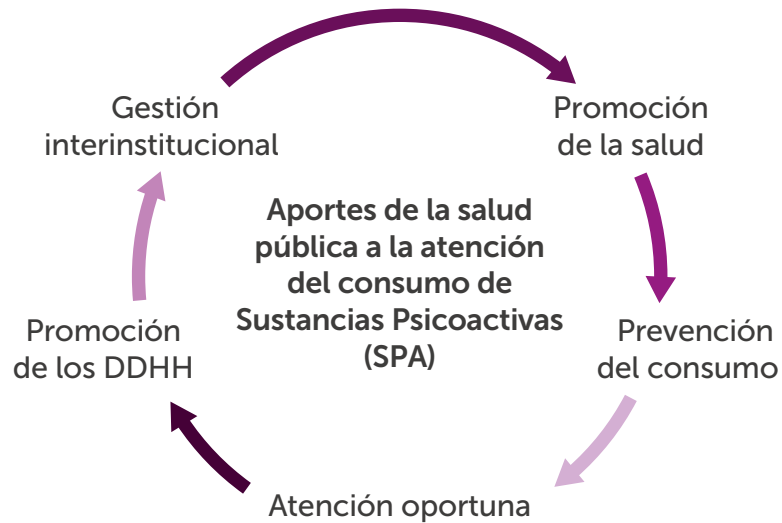 Gestión
interinstitucional
Promoción
de la salud
Aportes de la salud
pública a la atención
del consumo de
Sustancias Psicoactivas
(SPA)
Prevención
del consumo
Atención oportuna
Promoción
de los DDHH